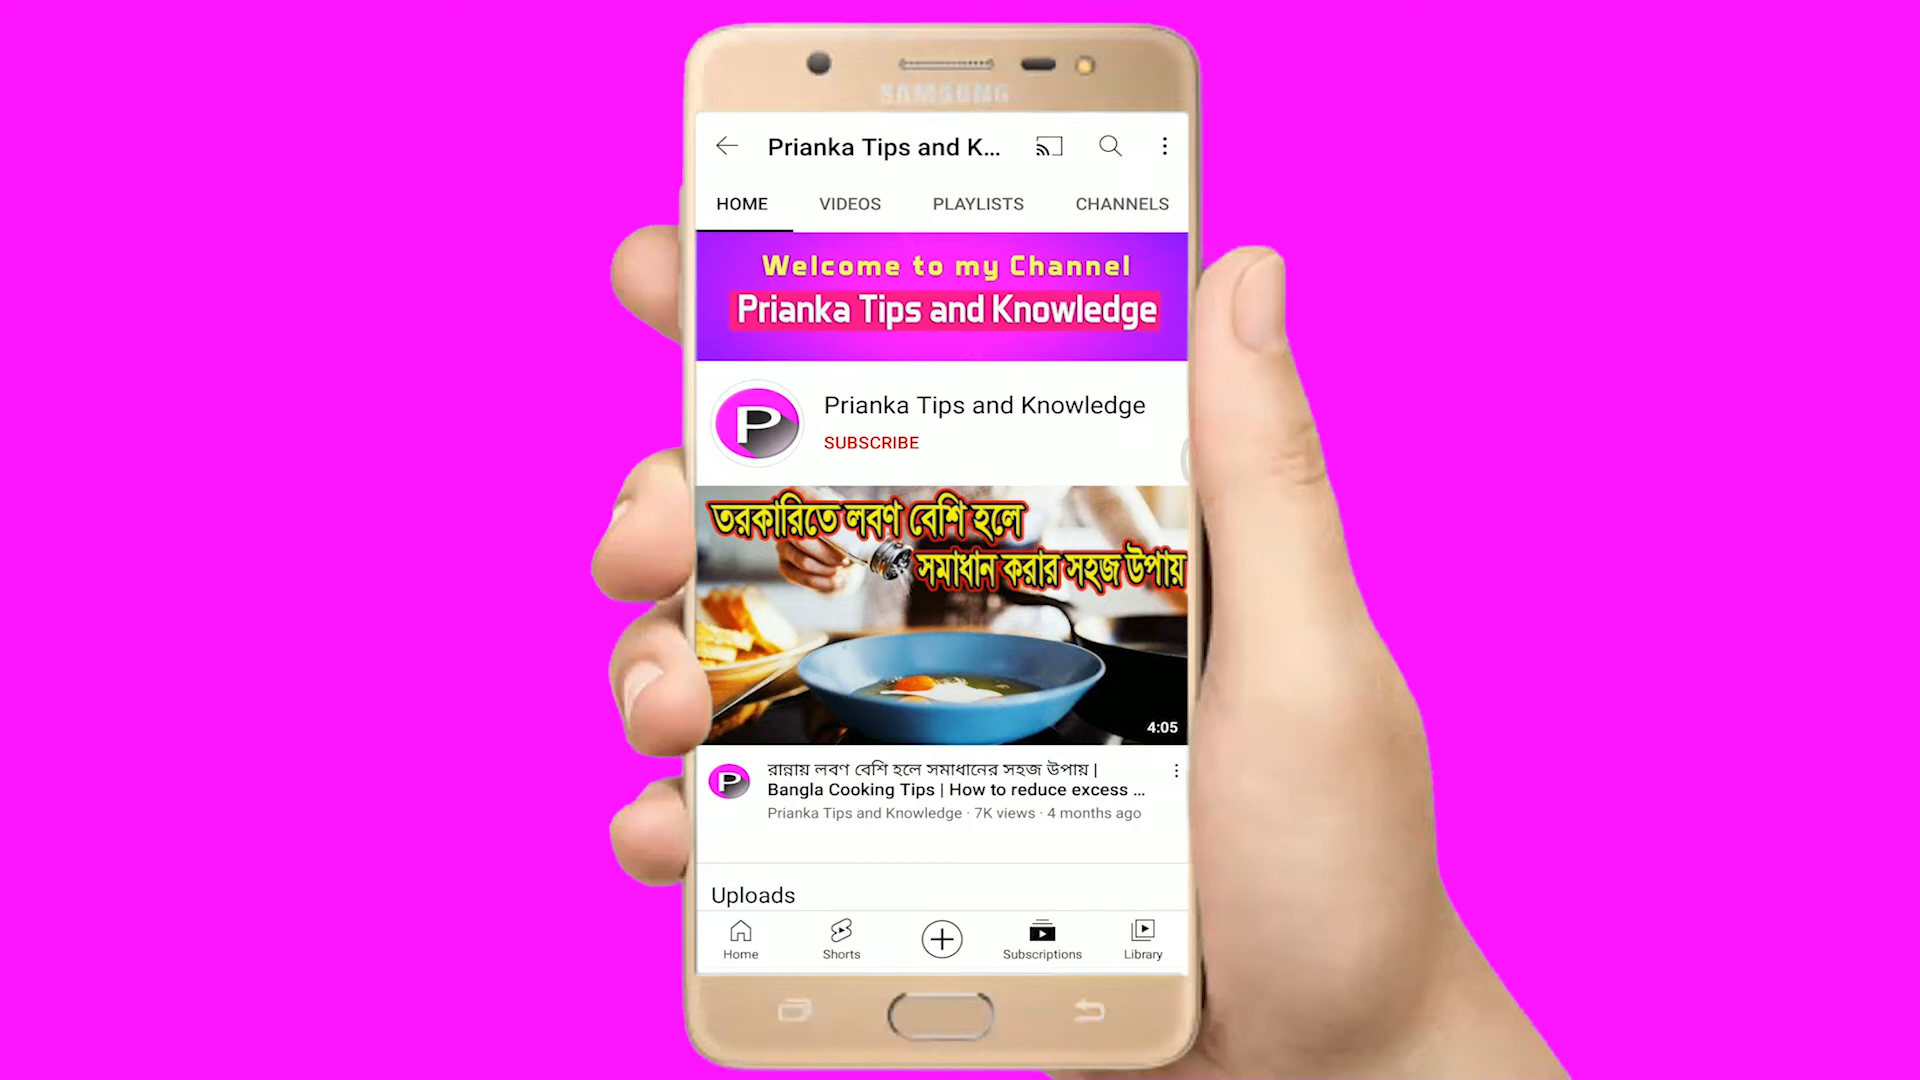 SAMSUNG
Prianka Tips and K...
HOME VIDEOS PLAYLISTS CHANNELS
Welcome to my Channel
Prianka Tips and Knowledge
P
Prianka Tips and Knowledge
SUBSCRIBE
তরকারিতে লবণ বেশি হলে
সমাধান করার সহজ উপায়
4:05
P
রান্নায় লবণ বেশি হলে সমাধানের সহজ উপায় |
Bangla Cooking Tips | How to reduce excess ...
Prianka Tips and Knowledge · 7K views · 4 months ago
Uploads
Home Shorts Subscriptions Library